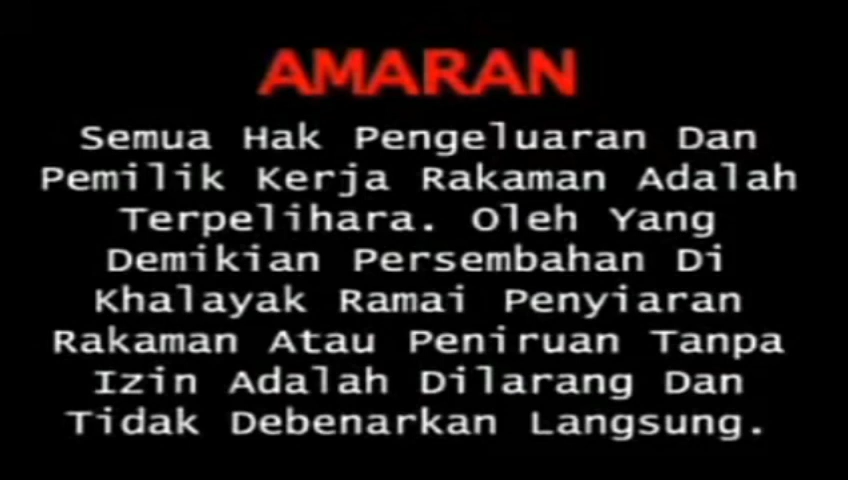 AMARAN
Semua Hak Pengeluaran Dan
Pemilik Kerja Rakaman Adalah
Terpelihara. Oleh Yang
Demikian Persembahan Di
Khalayak Ramai Penyiaran
Rakaman Atau Peniruan Tanpa
Izin Adalah Dilarang Dan
Tidak Debenarkan Langsung.